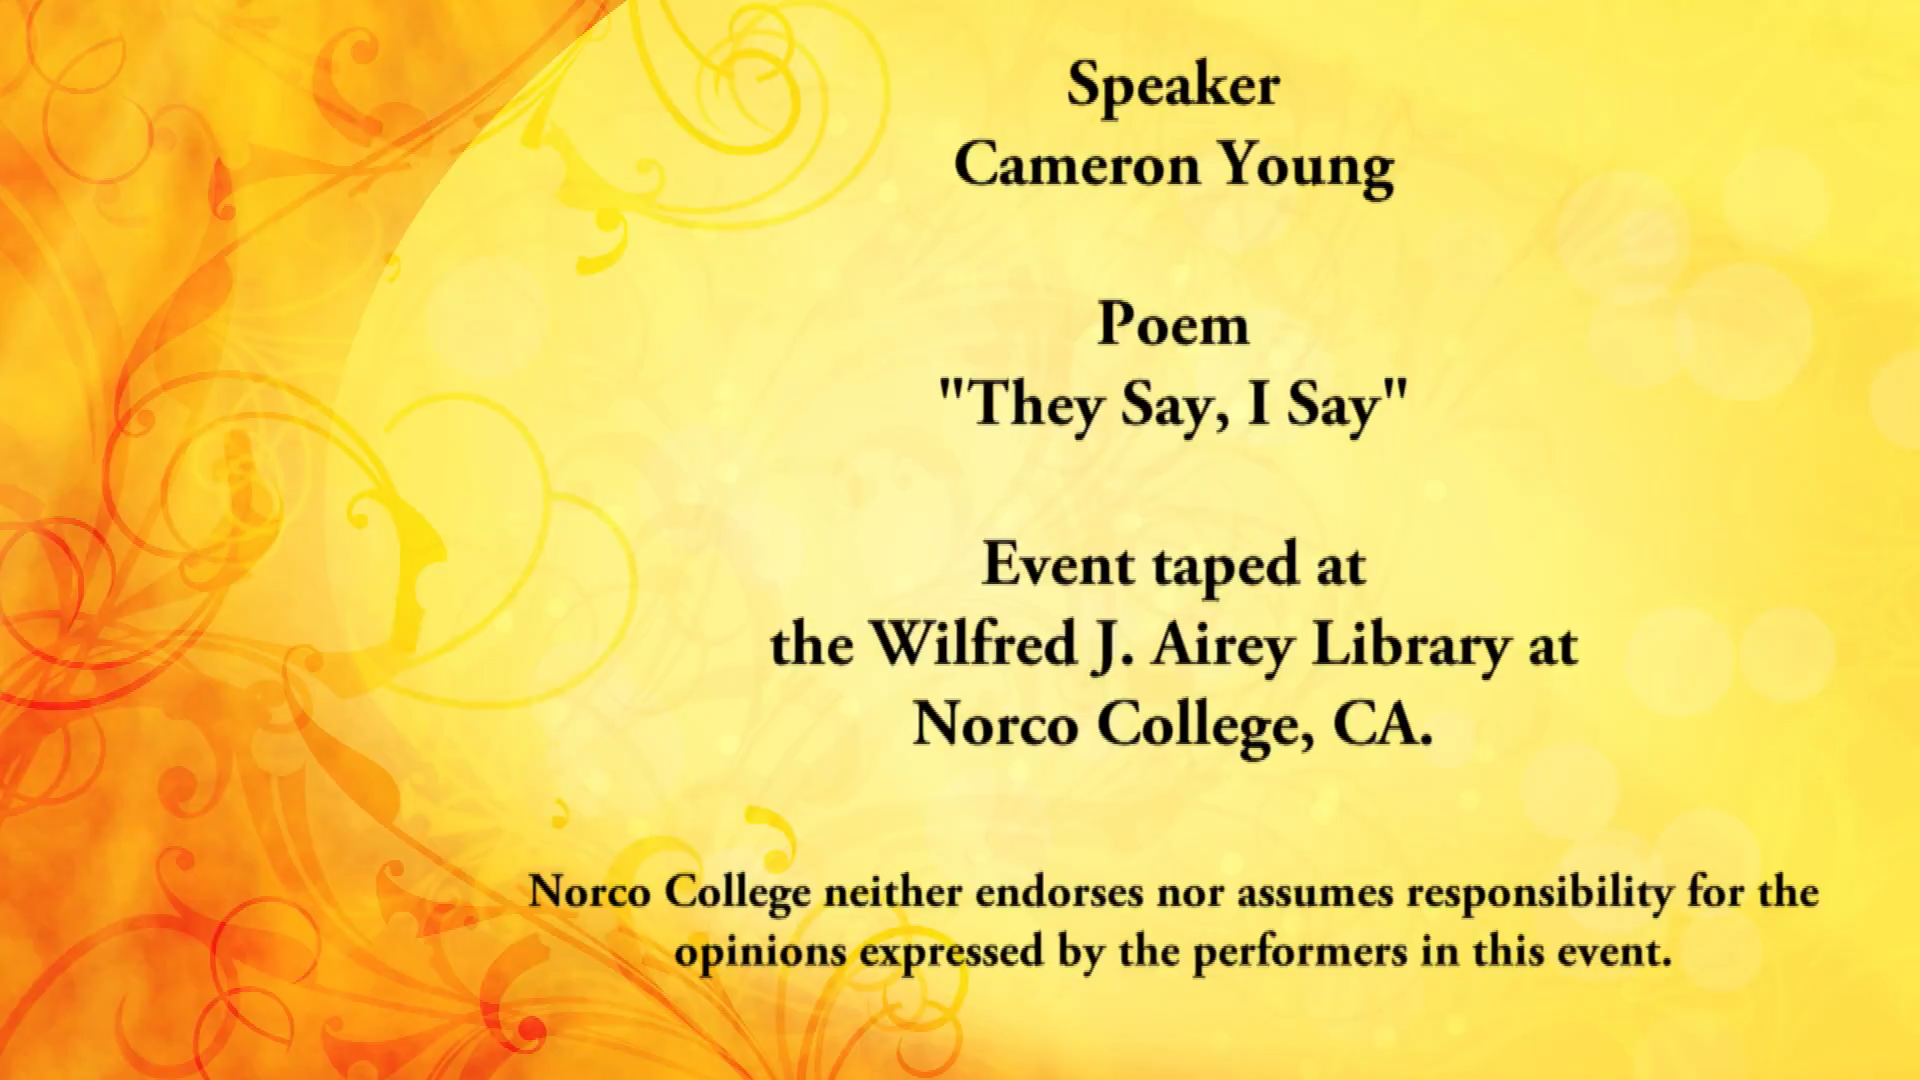 Speaker
Cameron Young
Poem
"They Say, I Say"
Event taped at
the Wilfred J. Airey Library at
Norco College, CA.
Norco College neither endorses nor assumes responsibility for the
opinions expressed by the performers in this event.